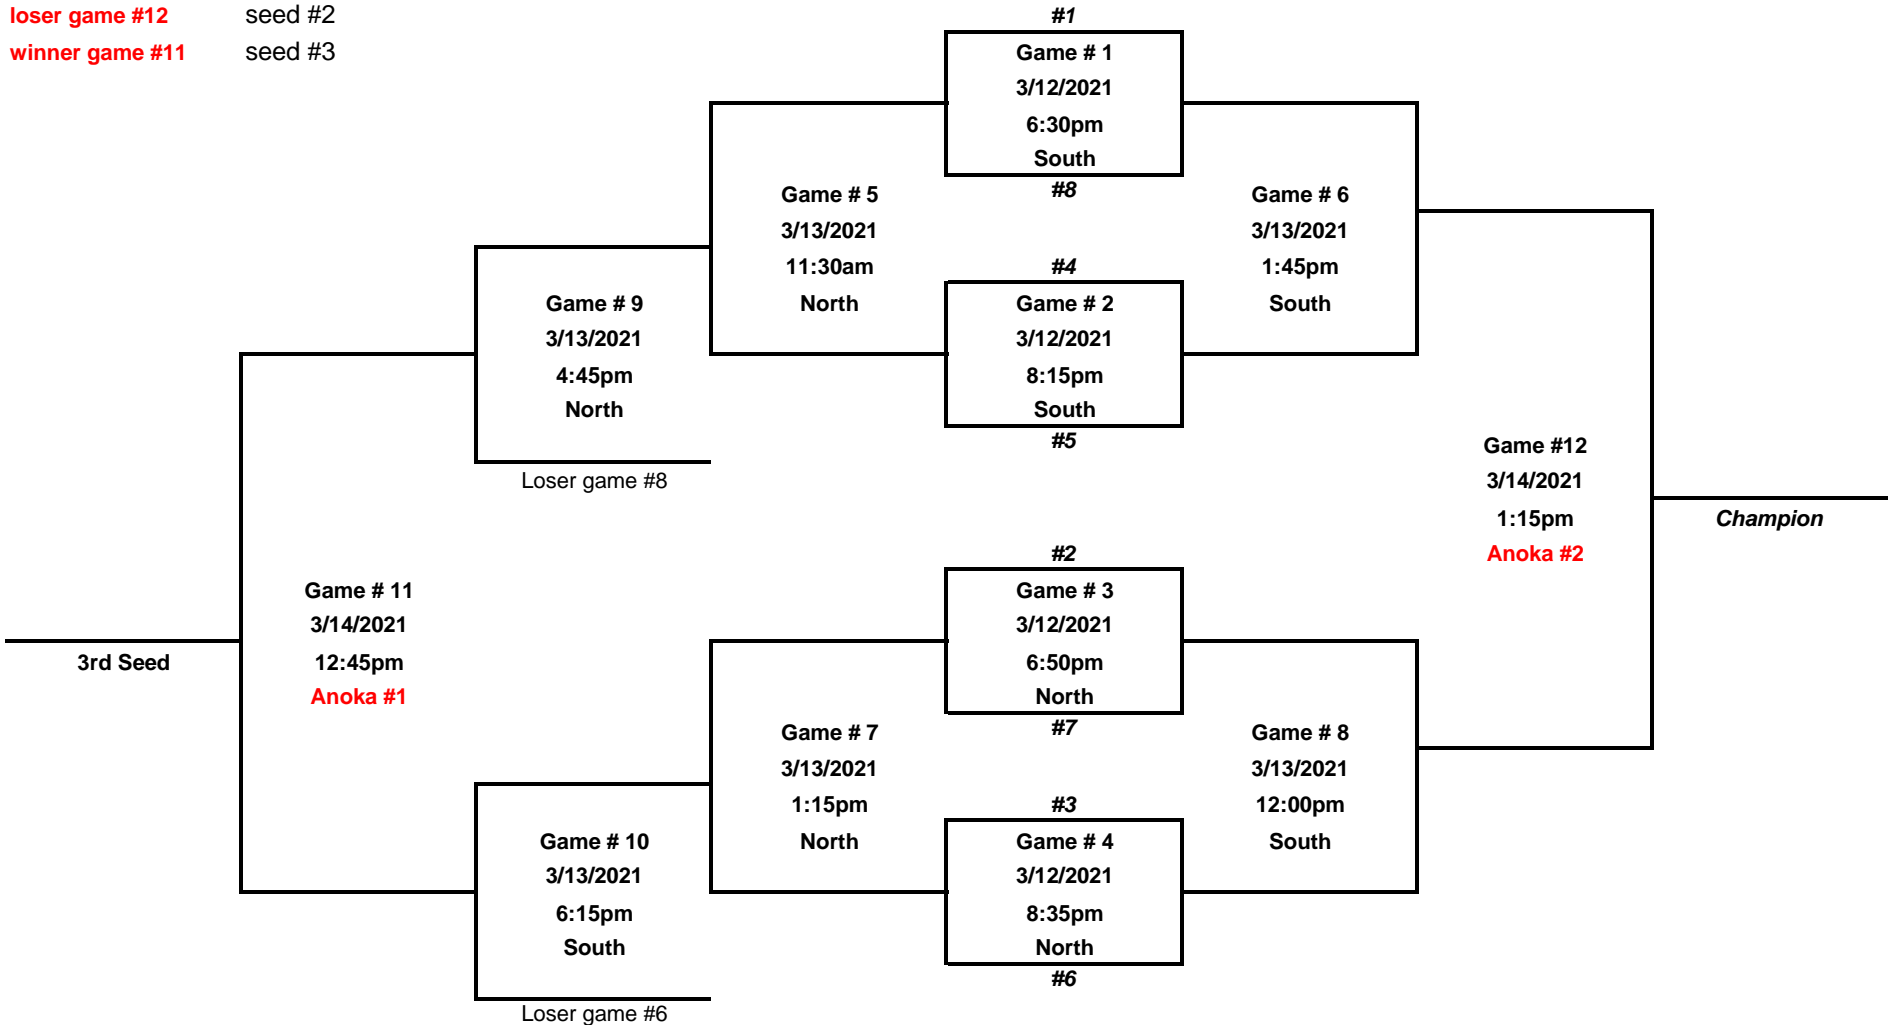 loser game #12 seed #2
winner game #11 seed #3
#1
Game # 1
3/12/2021
6:30pm
South
#8
Game # 5
3/13/2021
11:30am
North
Game # 6
3/13/2021
1:45pm
South
#4
Game # 2
3/12/2021
8:15pm
South
#5
Game # 9
3/13/2021
4:45pm
North
Loser game #8
Game #12
3/14/2021
1:15pm
Anoka #2
Champion
#2
Game # 3
3/12/2021
6:50pm
North
#7
Game # 11
3/14/2021
12:45pm
Anoka #1
3rd Seed
Game # 7
3/13/2021
1:15pm
North
Game # 8
3/13/2021
12:00pm
South
#3
Game # 4
3/12/2021
8:35pm
North
#6
Game # 10
3/13/2021
6:15pm
South
Loser game #6